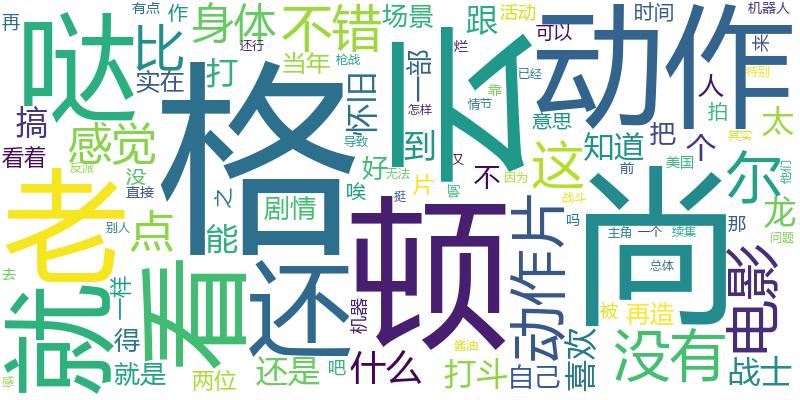 有点
作
场景
跟
活动
时间
机器人
再
身体
不错
动作
可以
来
哒
比
当年
还行
枪战
烂
实在
打
格
怀旧
一部
云
已经
特别
搞
感觉
到
怎样
情节
靠
意思
知道
把
个
人
拍
太
看着
反派
没
直接
之
好
导致
无法
唉
不
又
片
这
因为
其实
美国
前
他们
尔
老
点
能
剧情
挺
写
战斗
尚
那
龙
别人
顿
动作片
吗
主角
一个
续集
问题
就
看
还
一样
机器
总体
电影
去
得
就是
两位
还是
吧
什么
酱油
打斗
自己
喜欢
被
再造
没有
战士
感